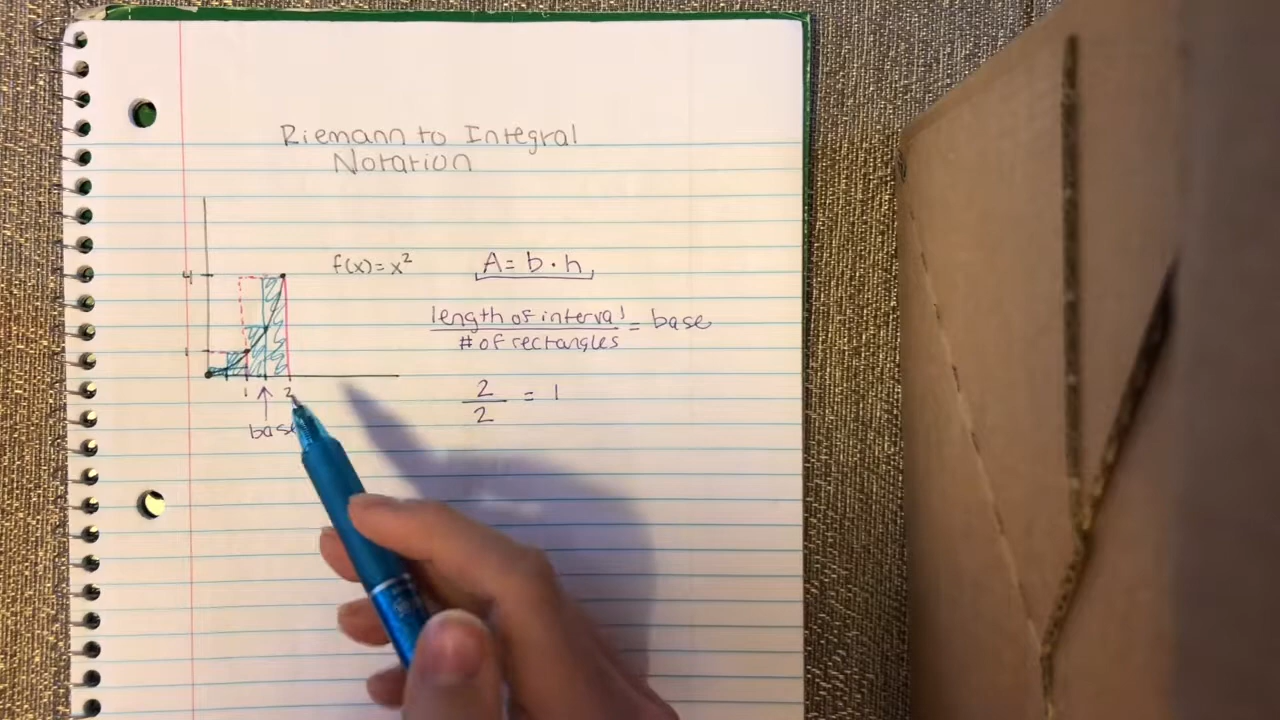 Riemann to Integral
Notation
f(x)=x²
A = b · h
4
length of interval
# of rectangles
= base
1
2
2
= 1
1
2
base